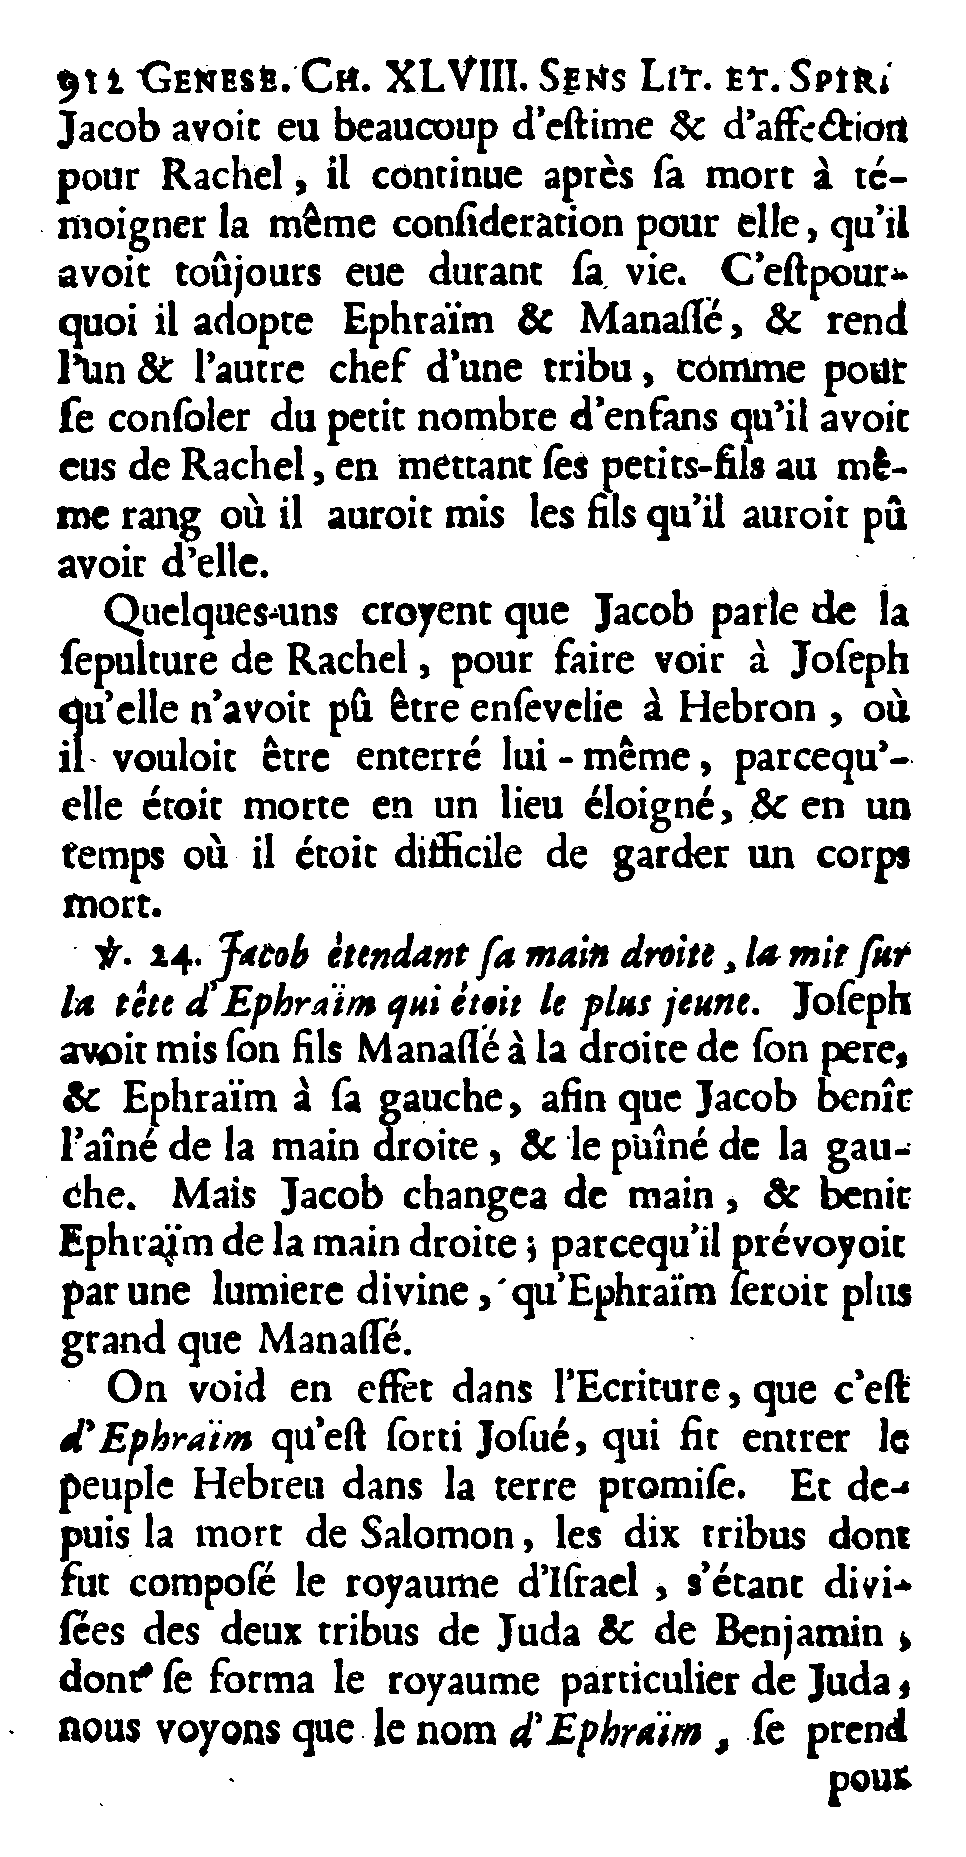 912 GENESE. CH. XLVIII. SENS LIT. ET. SPIRI
Jacob avoit eu beaucoup d'eſtime & d'affection
pour Rachel, il continue après ſa mort à té-
moigner la même conſideration pour elle, qu'il
avoit toûjours eue durant ſa vie. C'eſtpour-
quoi il adopte Ephraïm & Manaſſé, & rend
l'un & l'autre chef d'une tribu, comme pour
ſe conſoler du petit nombre d'enfans qu'il avoit
eus de Rachel, en mettant ſes petits-fils au mê-
me rang où il auroit mis les fils qu'il auroit pû
avoir d'elle.
Quelques-uns croyent que Jacob parle de la
ſepulture de Rachel, pour faire voir à Joſeph
qu'elle n'avoit pû être enſevelie à Hebron, où
il vouloit être enterré lui-même, parcequ'-
elle étoit morte en un lieu éloigné, & en un
temps où il étoit difficile de garder un corps
mort.
℣. 24. Jacob étendant ſa main droite, la mit ſur
la tête d'Ephraïm qui étoit le plus jeune. Joſeph
avoit mis ſon fils Manaſſé à la droite de ſon pere,
& Ephraïm à ſa gauche, afin que Jacob benît
l'aîné de la main droite, & le puîné de la gau-
che. Mais Jacob changea de main, & benit
Ephraïm de la main droite; parcequ'il prévoyoit
par une lumiere divine, qu'Ephraïm ſeroit plus
grand que Manaſſé.
On void en effet dans l'Ecriture, que c'eſt
d'Ephraïm qu'eſt ſorti Joſué, qui fit entrer le
peuple Hebreu dans la terre promiſe. Et de-
puis la mort de Salomon, les dix tribus dont
fut compoſé le royaume d'Iſrael, s'étant divi-
ſées des deux tribus de Juda & de Benjamin,
dont ſe forma le royaume particulier de Juda,
nous voyons que le nom d'Ephraïm, ſe prend
pour